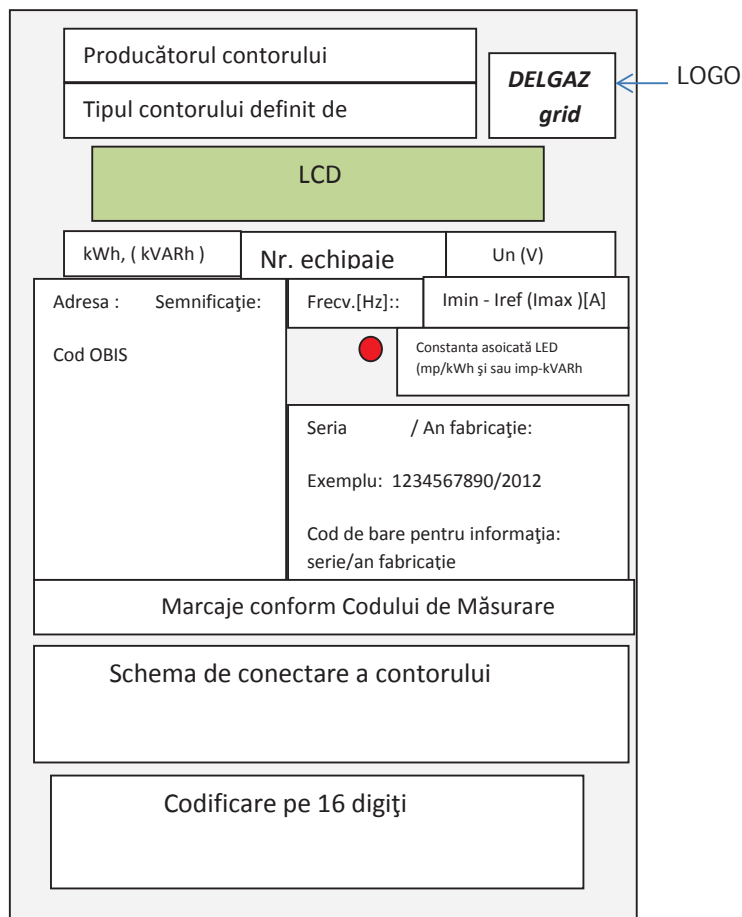 Producătorul contorului
DELGAZ
grid
LOGO
Tipul contorului definit de
LCD
kWh, ( kVARh )
Nr. echipaie
Un (V)
Adresa : Semnificaţie:
Frecv.[Hz]::
Imin - Iref (Imax )[A]
Cod OBIS
Constanta asoicată LED
(mp/kWh şi sau imp-kVARh
Seria / An fabricaţie:
Exemplu: 1234567890/2012
Cod de bare pentru informaţia:
serie/an fabricaţie
Marcaje conform Codului de Măsurare
Schema de conectare a contorului
Codificare pe 16 digiţi